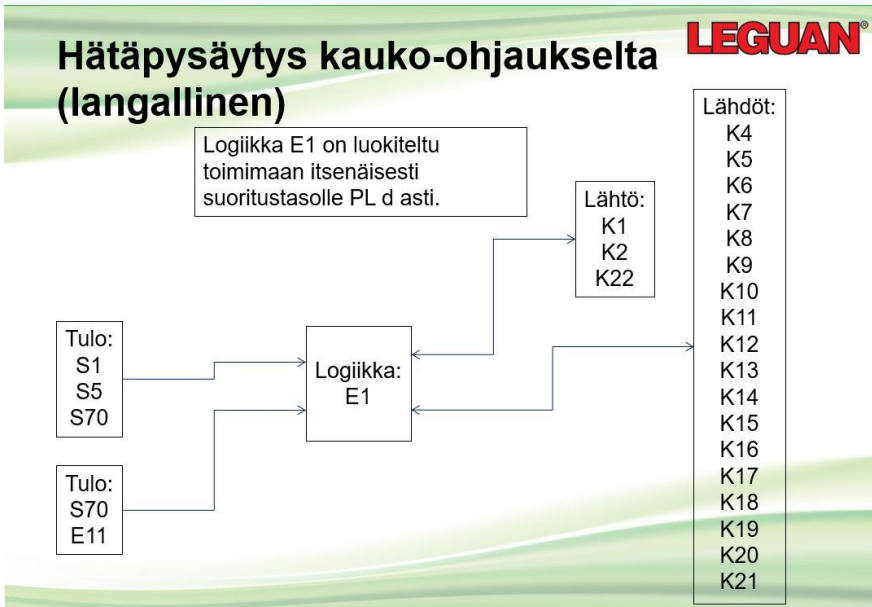 Hätäpysäytys kauko-ohjaukselta
(langallinen)
LEGUAN®
Logiikka E1 on luokiteltu
toimimaan itsenäisesti
suoritustasolle PL d asti.
Tulo:
S1
S5
S70
Tulo:
S70
E11
Logiikka:
E1
Lähtö:
K1
K2
K22
Lähdöt:
K4
K5
K6
K7
K8
K9
K10
K11
K12
K13
K14
K15
K16
K17
K18
K19
K20
K21